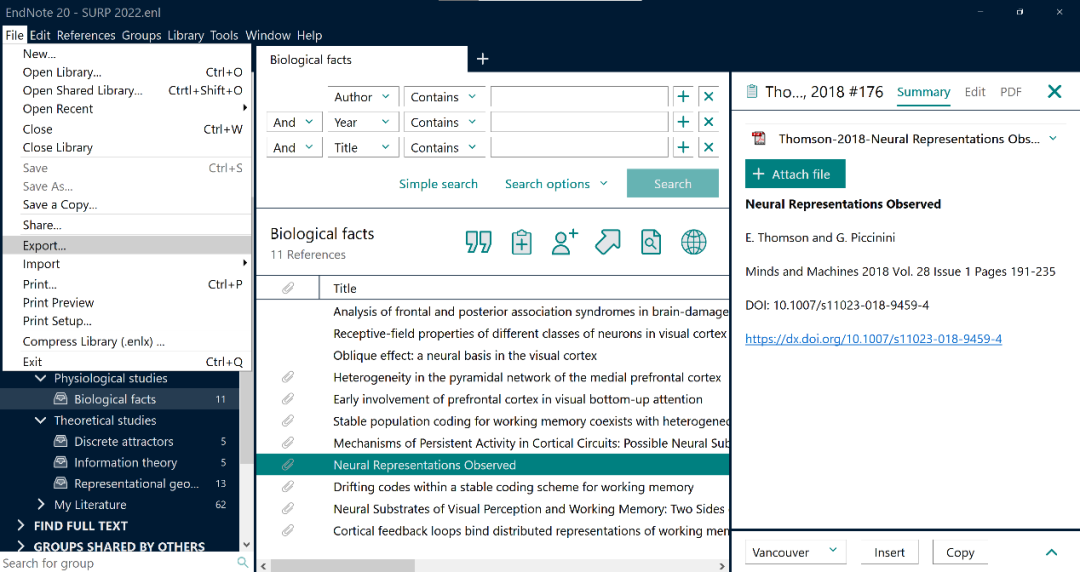 EndNote 20 - SURP 2022.enl
File Edit References Groups Library Tools Window Help
New...
Open Library... Ctrl+O
Open Shared Library... Ctrtl+Shift+O
Open Recent
Close Ctrl+W
Close Library
Save Ctrl+S
Save As...
Save a Copy...
Share...
Export...
Import
Print... Ctrl+P
Print Preview
Print Setup...
Compress Library (.enlx) ...
Exit Ctrl+Q
Physiological studies
Biological facts 11
Theoretical studies
Discrete attractors 5
Information theory 5
Representational geo... 13
My Literature 62
FIND FULL TEXT
GROUPS SHARED BY OTHERS
Search for group
Biological facts
Author Contains
And Year Contains
And Title Contains
Simple search Search options Search
Biological facts
11 References
Title
Analysis of frontal and posterior association syndromes in brain-damage
Receptive-field properties of different classes of neurons in visual cortex
Oblique effect: a neural basis in the visual cortex
Heterogeneity in the pyramidal network of the medial prefrontal cortex
Early involvement of prefrontal cortex in visual bottom-up attention
Stable population coding for working memory coexists with heterogene
Mechanisms of Persistent Activity in Cortical Circuits: Possible Neural Sub
Neural Representations Observed
Drifting codes within a stable coding scheme for working memory
Neural Substrates of Visual Perception and Working Memory: Two Sides
Cortical feedback loops bind distributed representations of working men
Tho..., 2018 #176 Summary Edit PDF
Thomson-2018-Neural Representations Obs...
+ Attach file
Neural Representations Observed
E. Thomson and G. Piccinini
Minds and Machines 2018 Vol. 28 Issue 1 Pages 191-235
DOI: 10.1007/s11023-018-9459-4
https://dx.doi.org/10.1007/s11023-018-9459-4
Vancouver Insert Copy